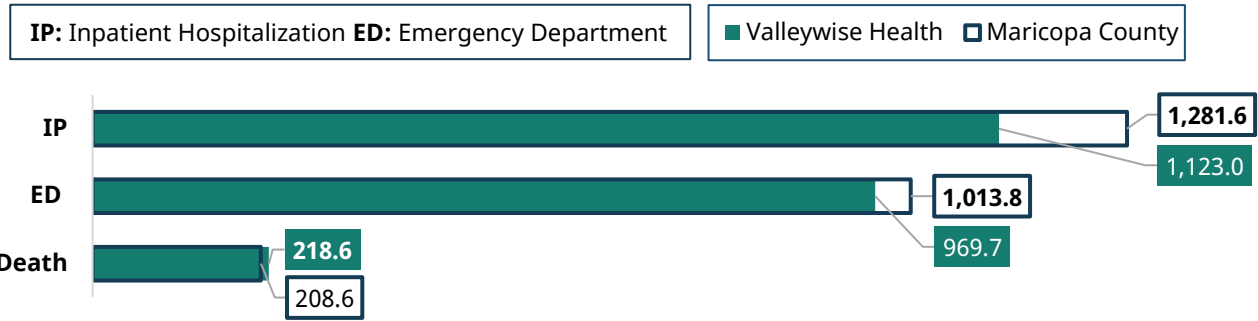 IP: Inpatient Hospitalization ED: Emergency Department
Valleywise Health Maricopa County
IP
1,281.6
1,123.0
ED
1,013.8
969.7
Death
218.6
208.6